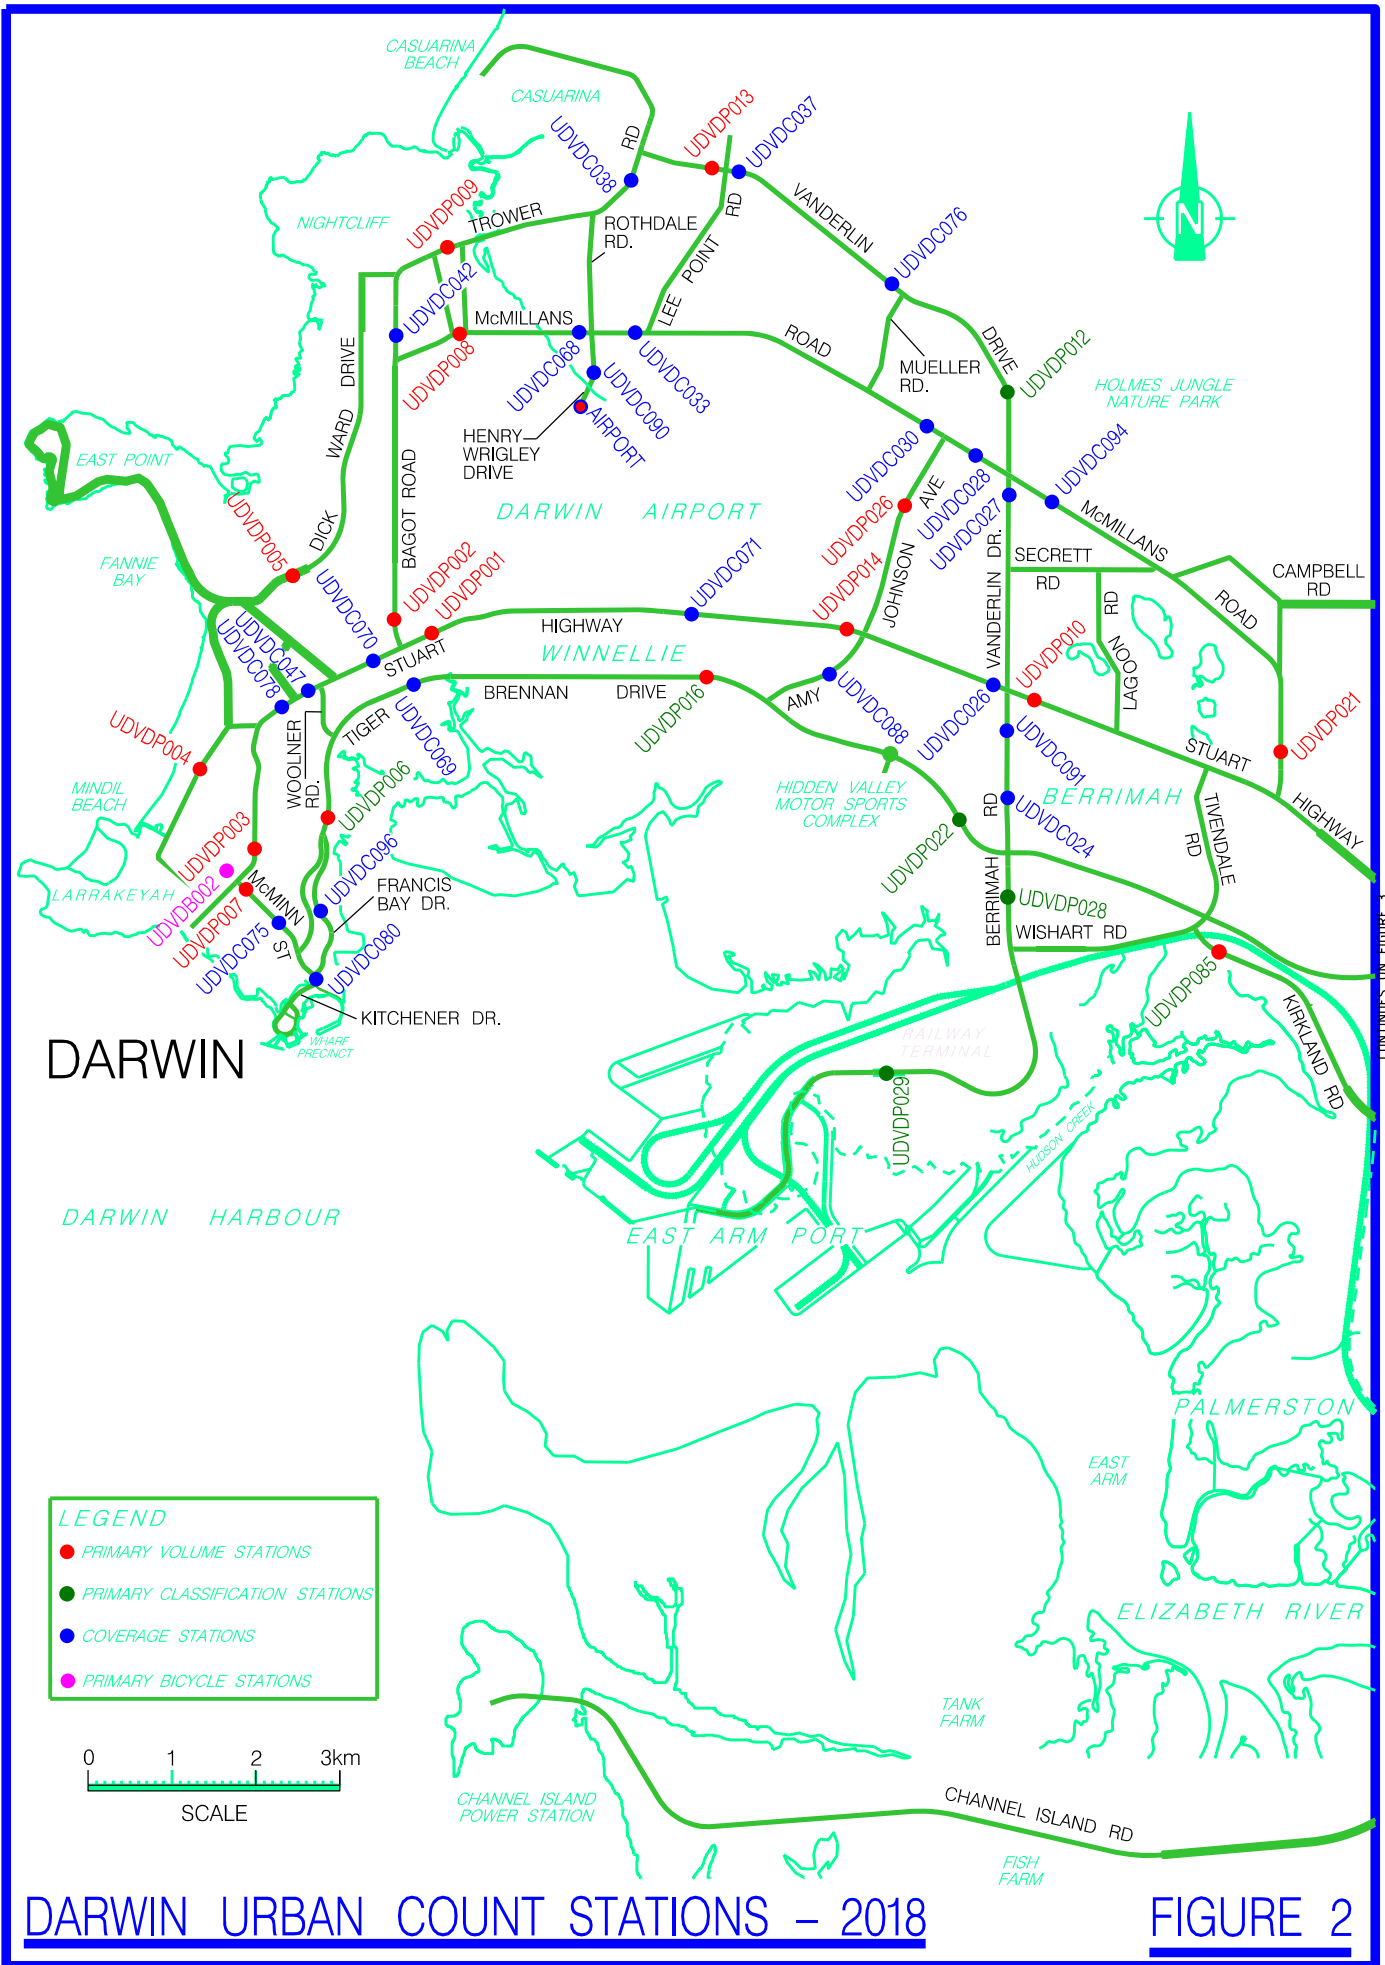 CASUARINA
BEACH
CASUARINA
UDVDP013
UDVDC037
UDVDC038
RD
NIGHTCLIFF
UDVDP009
TROWER
ROTHDALE
RD.
RD
VANDERLIN
UDVDC076
N
UDVDC042
POINT
LEE
McMILLANS
ROAD
DRIVE
UDVDP012
UDVDP008
UDVDC068
UDVDC090
UDVDC033
AIRPORT
MUELLER
RD.
HOLMES JUNGLE
NATURE PARK
DRIVE
WARD
DICK
HENRY
WRIGLEY
DRIVE
EAST POINT
BAGOT ROAD
UDVDP005
DARWIN AIRPORT
UDVDC030
UDVDP026
UDVDC028
UDVDC027
UDVDC094
AVE
JOHNSON
McMILLANS
ROAD
FANNIE
BAY
UDVDC070
UDVDP002
UDVDP001
UDVDC071
UDVDP014
SECRETT
RD
CAMPBELL
RD
VANDERLIN DR.
RD
LAGOON
HIGHWAY
STUART
WINNELLIE
UDVDC047
UDVDC078
UDVDP010
BRENNAN DRIVE
TIGER
AMY
UDVDP016
UDVDC088
UDVDC026
UDVDC091
UDVDP021
UDVDP004
WOOLNER
RD.
UDVDC069
UDVDP006
STUART
HIGHWAY
MINDIL
BEACH
HIDDEN VALLEY
MOTOR SPORTS
COMPLEX
BERRIMAH
RD
UDVDC024
TIVENDALE
RD
UDVDP003
UDVDC096
UDVDP022
BERRIMAH
LARRAKEYAH
UDVDB002
McMINN
ST
UDVDP007
FRANCIS
BAY DR.
UDVDP028
WISHART RD
UDVDC075
UDVDC080
UDVDP085
KIRKLAND RD
KITCHENER DR.
WHARF
PRECINCT
DARWIN
RAILWAY
TERMINAL
CONTINUES ON FIGURE 3
UDVDP029
HUDSON CREEK
DARWIN HARBOUR
EAST ARM PORT
PALMERSTON
EAST
ARM
LEGEND
PRIMARY VOLUME STATIONS
PRIMARY CLASSIFICATION STATIONS
COVERAGE STATIONS
PRIMARY BICYCLE STATIONS
ELIZABETH RIVER
TANK
FARM
0 1 2 3km
SCALE
CHANNEL ISLAND
POWER STATION
CHANNEL ISLAND RD
FISH
FARM
DARWIN URBAN COUNT STATIONS – 2018
FIGURE 2